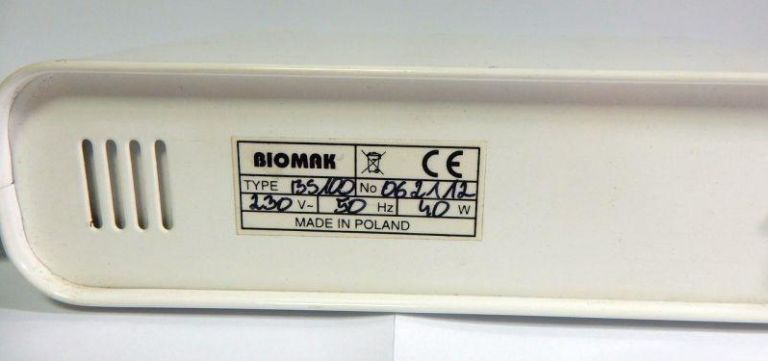 BIOMAK CE
TYPE BS100 No 062112
230 V~ 50 Hz 40 W
MADE IN POLAND